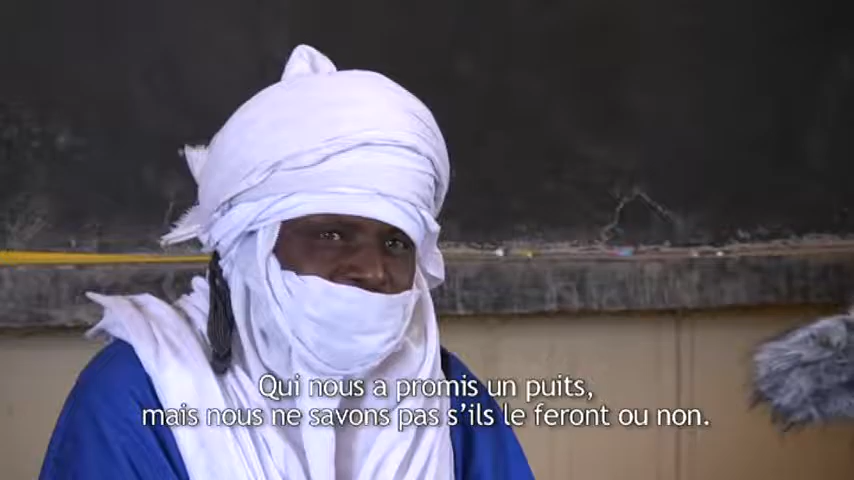 Qui nous a promis un puits,
mais nous ne savons pas s'ils le feront ou non.